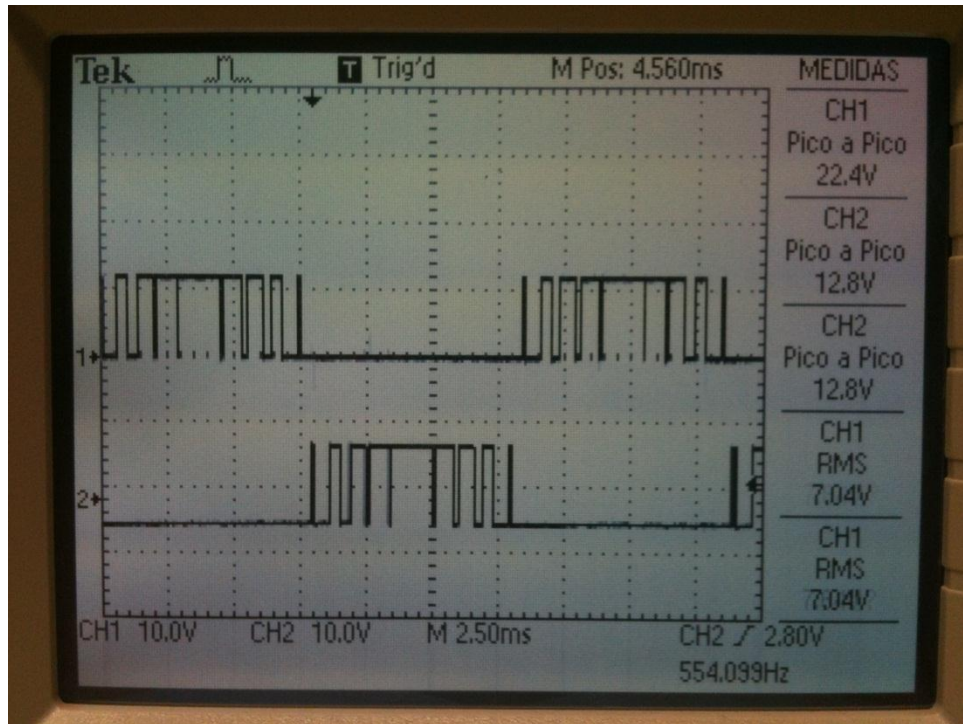 Tek T Trig'd M Pos: 4.560ms MEDIDAS
CH1
Pico a Pico
22.4V
CH2
Pico a Pico
12.8V
CH2
Pico a Pico
12.8V
CH1
RMS
7.04V
CH1
RMS
7.04V
1
2
CH1 10.0V CH2 10.0V M 2.50ms CH2 2.80V
554.099Hz